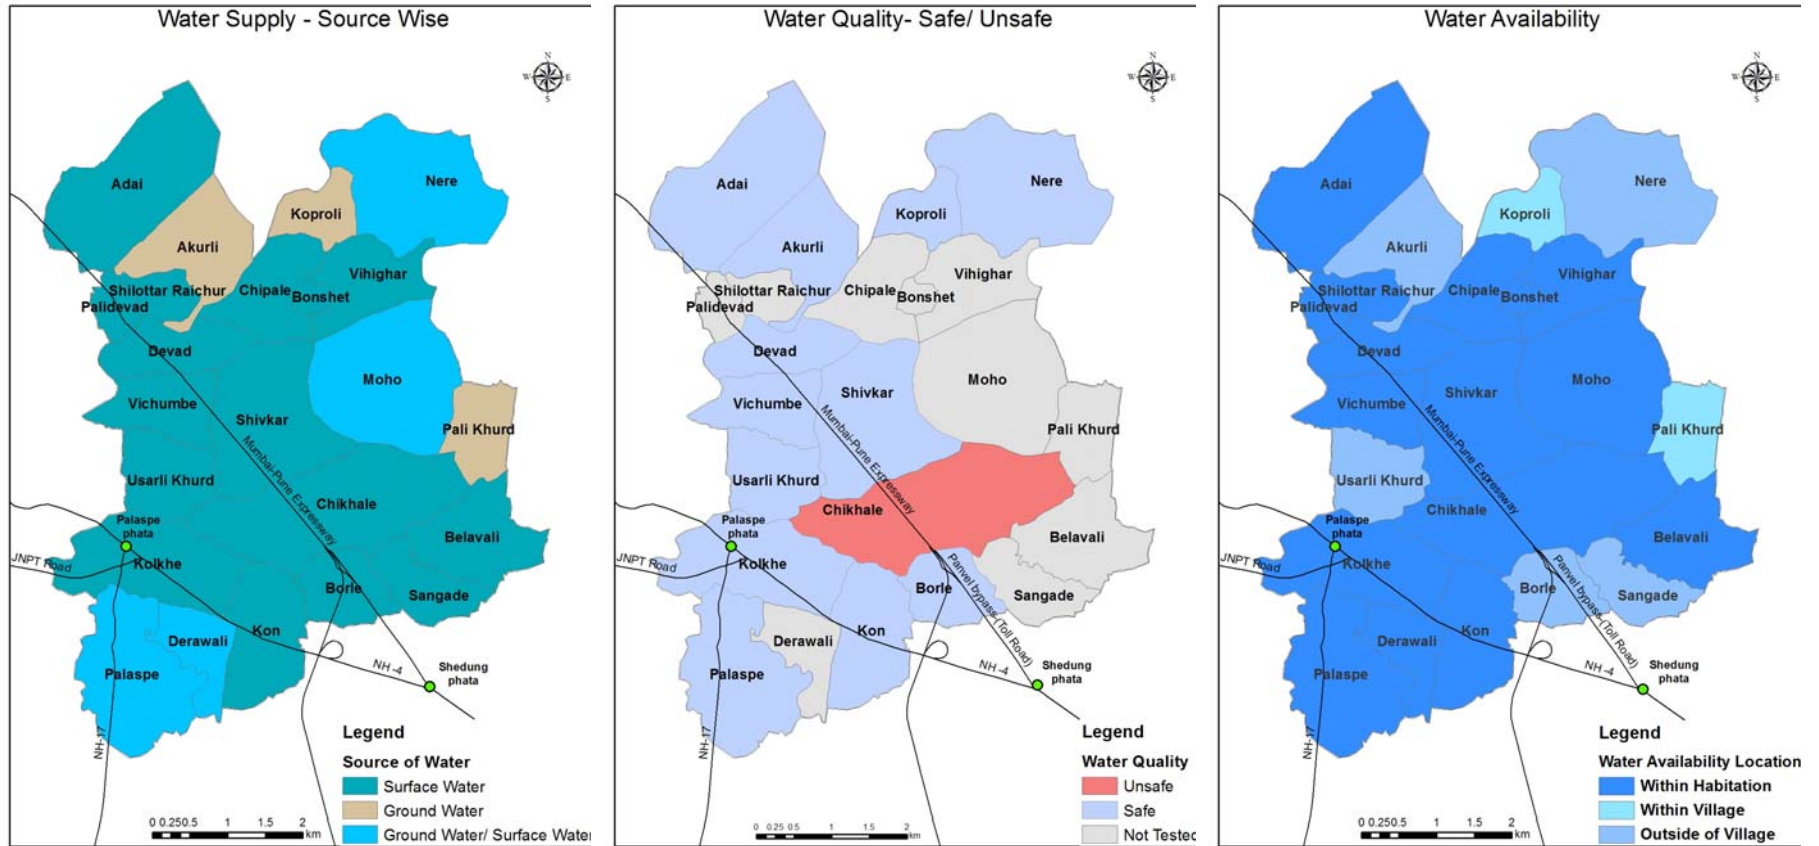 Water Supply - Source Wise
N
W E
S
Adai
Nere
Koproli
Akurli
Vihighar
Shilottar Raichur
Chipale
Bonshet
Palidevad
Devad
Moho
Vichumbe
Shivkar
Pali Khurd
Mumbai-Pune Expressway
Usarli Khurd
Chikhale
Palaspe
phata
Belavali
JNPT Road
Kolkhe
Borle
Sangade
Derawali
Kon
Palaspe
NH -4
Shedung
phata
NH-17
Legend
Source of Water
Surface Water
Ground Water
Ground Water/ Surface Water
0 0.250.5 1 1.5 2
km
Water Quality- Safe/ Unsafe
N
W E
S
Adai
Nere
Koproli
Akurli
Vihighar
Shilottar Raichur
Chipale
Bonshet
Palidevad
Devad
Moho
Shivkar
Vichumbe
Mumbai-Pune Expressway
Pali Khurd
Usarli Khurd
Chikhale
Palaspe
phata
Belavali
JNPT Road
Kolkhe
Panvel bypass (Toll Road)
Borle
Sangade
Derawali
Kon
Palaspe
NH -4
Shedung
phata
NH-17
Legend
Water Quality
Unsafe
Safe
Not Tested
0 0.25 0.5 1 1.5 2
km
Water Availability
N
W E
S
Adai
Nere
Koproli
Akurli
Vihighar
Shilottar Raichur
Chipale
Bonshet
Palidevad
Devad
Moho
Shivkar
Vichumbe
Mumbai-Pune Expressway
Pali Khurd
Usarli Khurd
Chikhale
Palaspe
phata
Belavali
JNPT Road
Kolkhe
Panvel bypass (Toll Road)
Borle
Sangade
Derawali
Kon
Palaspe
NH -4
Shedung
phata
NH-17
Legend
Water Availability Location
Within Habitation
Within Village
Outside of Village
0 0.250.5 1 1.5 2
km